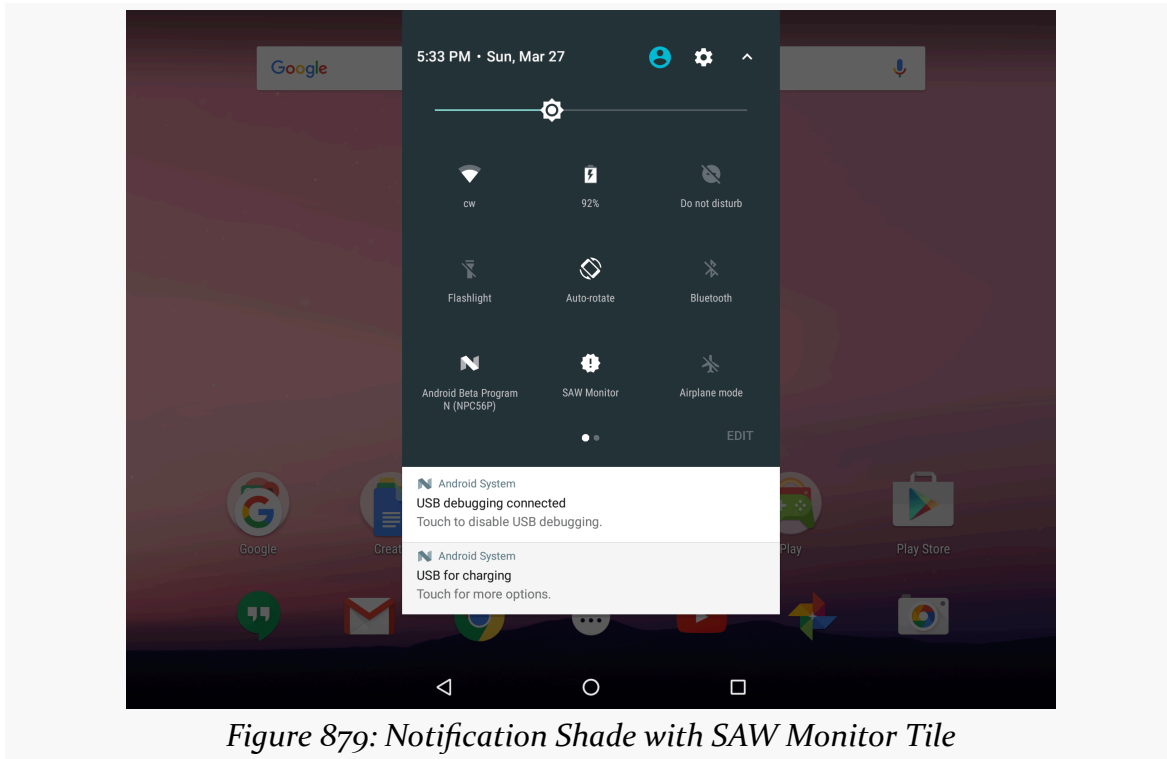 Google
5:33 PM • Sun, Mar 27
cw
92%
Do not disturb
Flashlight
Auto-rotate
Bluetooth
Android Beta Program
N (NPC56P)
SAW Monitor
Airplane mode
EDIT
Android System
USB debugging connected
Touch to disable USB debugging.
Android System
USB for charging
Touch for more options.
Google
Creat
Play
Play Store
Figure 879: Notification Shade with SAW Monitor Tile